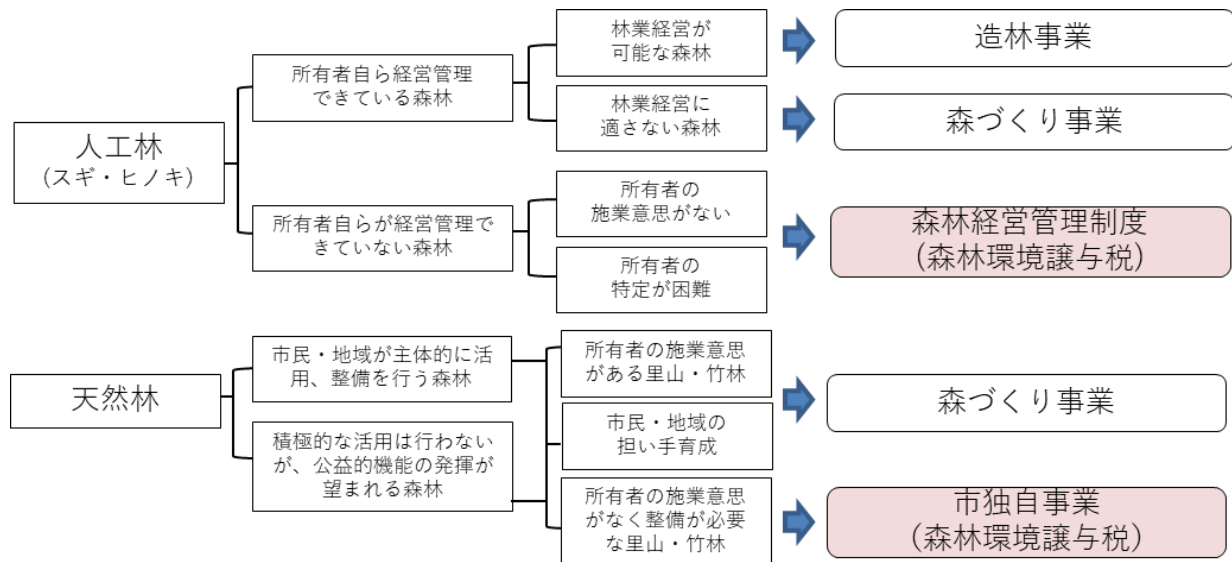 人工林
(スギ・ヒノキ)
所有者自ら経営管理
できている森林
林業経営が
可能な森林
造林事業
林業経営に
適さない森林
森づくり事業
所有者自らが経営管理で
きていない森林
所有者の
施業意思がない
所有者の
特定が困難
森林経営管理制度
(森林環境譲与税)
天然林
市民・地域が主体的に活
用、整備を行う森林
積極的な活用は行わない
が、公益的機能の発揮が
望まれる森林
所有者の施業意思
がある里山・竹林
市民・地域の
担い手育成
森づくり事業
所有者の施業意思
がなく整備が必要
な里山・竹林
市独自事業
(森林環境譲与税)